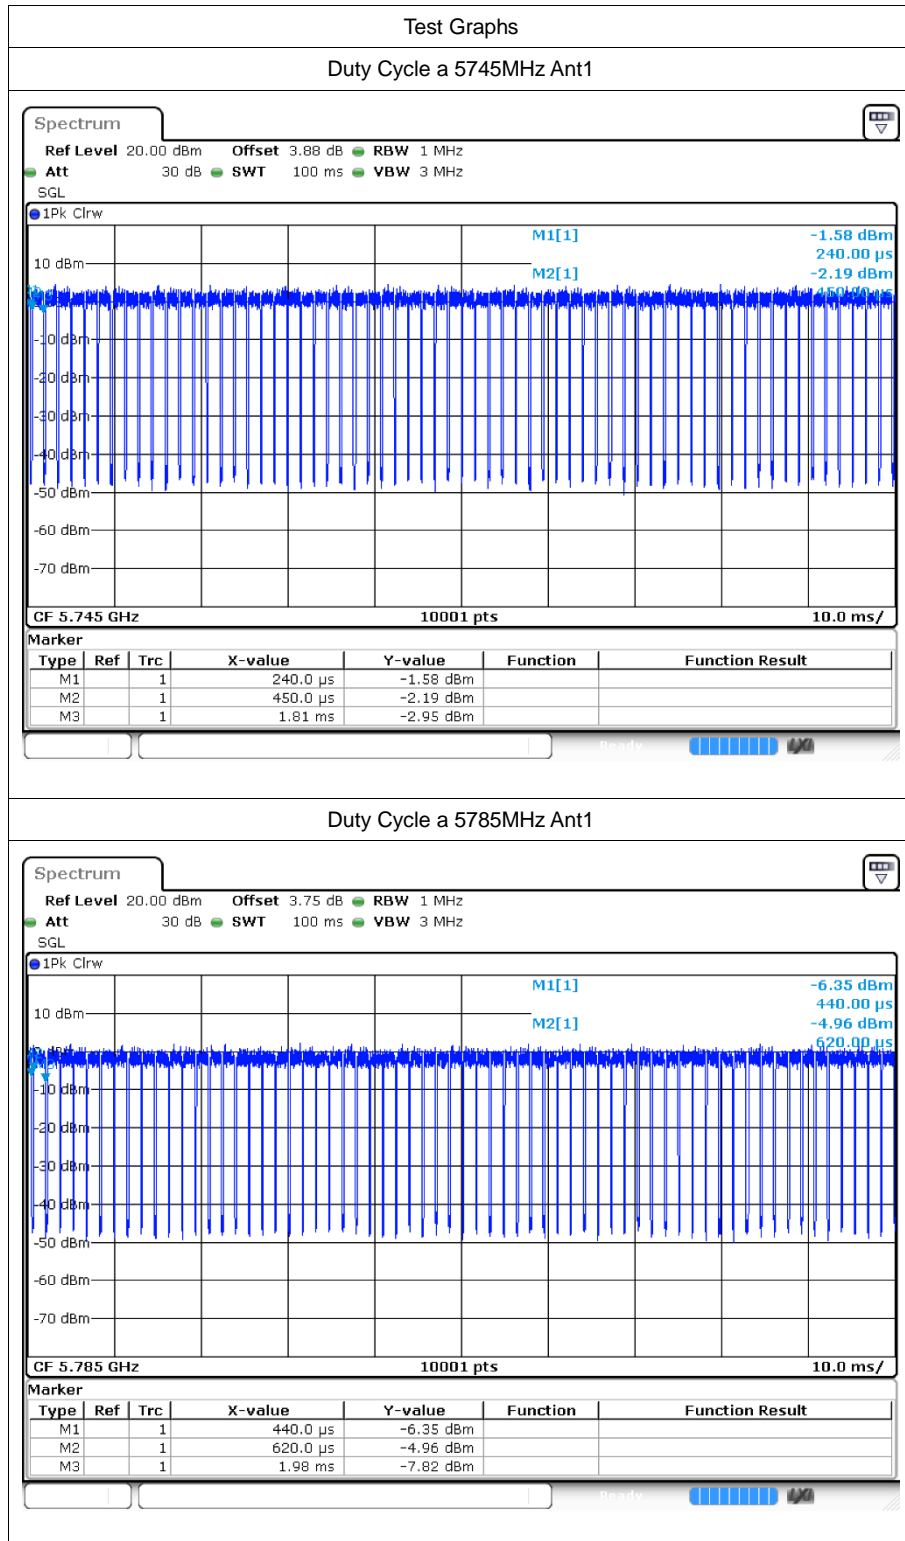 Test Graphs
Duty Cycle a 5745MHz Ant1
Spectrum
Ref Level 20.00 dBm Offset 3.88 dB RBW 1 MHz
Att 30 dB SWT 100 ms VBW 3 MHz
SGL
1Pk Clrw
M1[1] -1.58 dBm
240.00 µs
10 dBm
M2[1] -2.19 dBm
450.00 µs
-10 dBm
-20 dBm
-30 dBm
-40 dBm
-50 dBm
-60 dBm
-70 dBm
CF 5.745 GHz 10001 pts 10.0 ms/
Marker
Type Ref Trc X-value Y-value Function Function Result
M1 1 240.0 µs -1.58 dBm
M2 1 450.0 µs -2.19 dBm
M3 1 1.81 ms -2.95 dBm
Ready
Duty Cycle a 5785MHz Ant1
Spectrum
Ref Level 20.00 dBm Offset 3.75 dB RBW 1 MHz
Att 30 dB SWT 100 ms VBW 3 MHz
SGL
1Pk Clrw
M1[1] -6.35 dBm
440.00 µs
10 dBm
M2[1] -4.96 dBm
620.00 µs
-10 dBm
-20 dBm
-30 dBm
-40 dBm
-50 dBm
-60 dBm
-70 dBm
CF 5.785 GHz 10001 pts 10.0 ms/
Marker
Type Ref Trc X-value Y-value Function Function Result
M1 1 440.0 µs -6.35 dBm
M2 1 620.0 µs -4.96 dBm
M3 1 1.98 ms -7.82 dBm
Ready